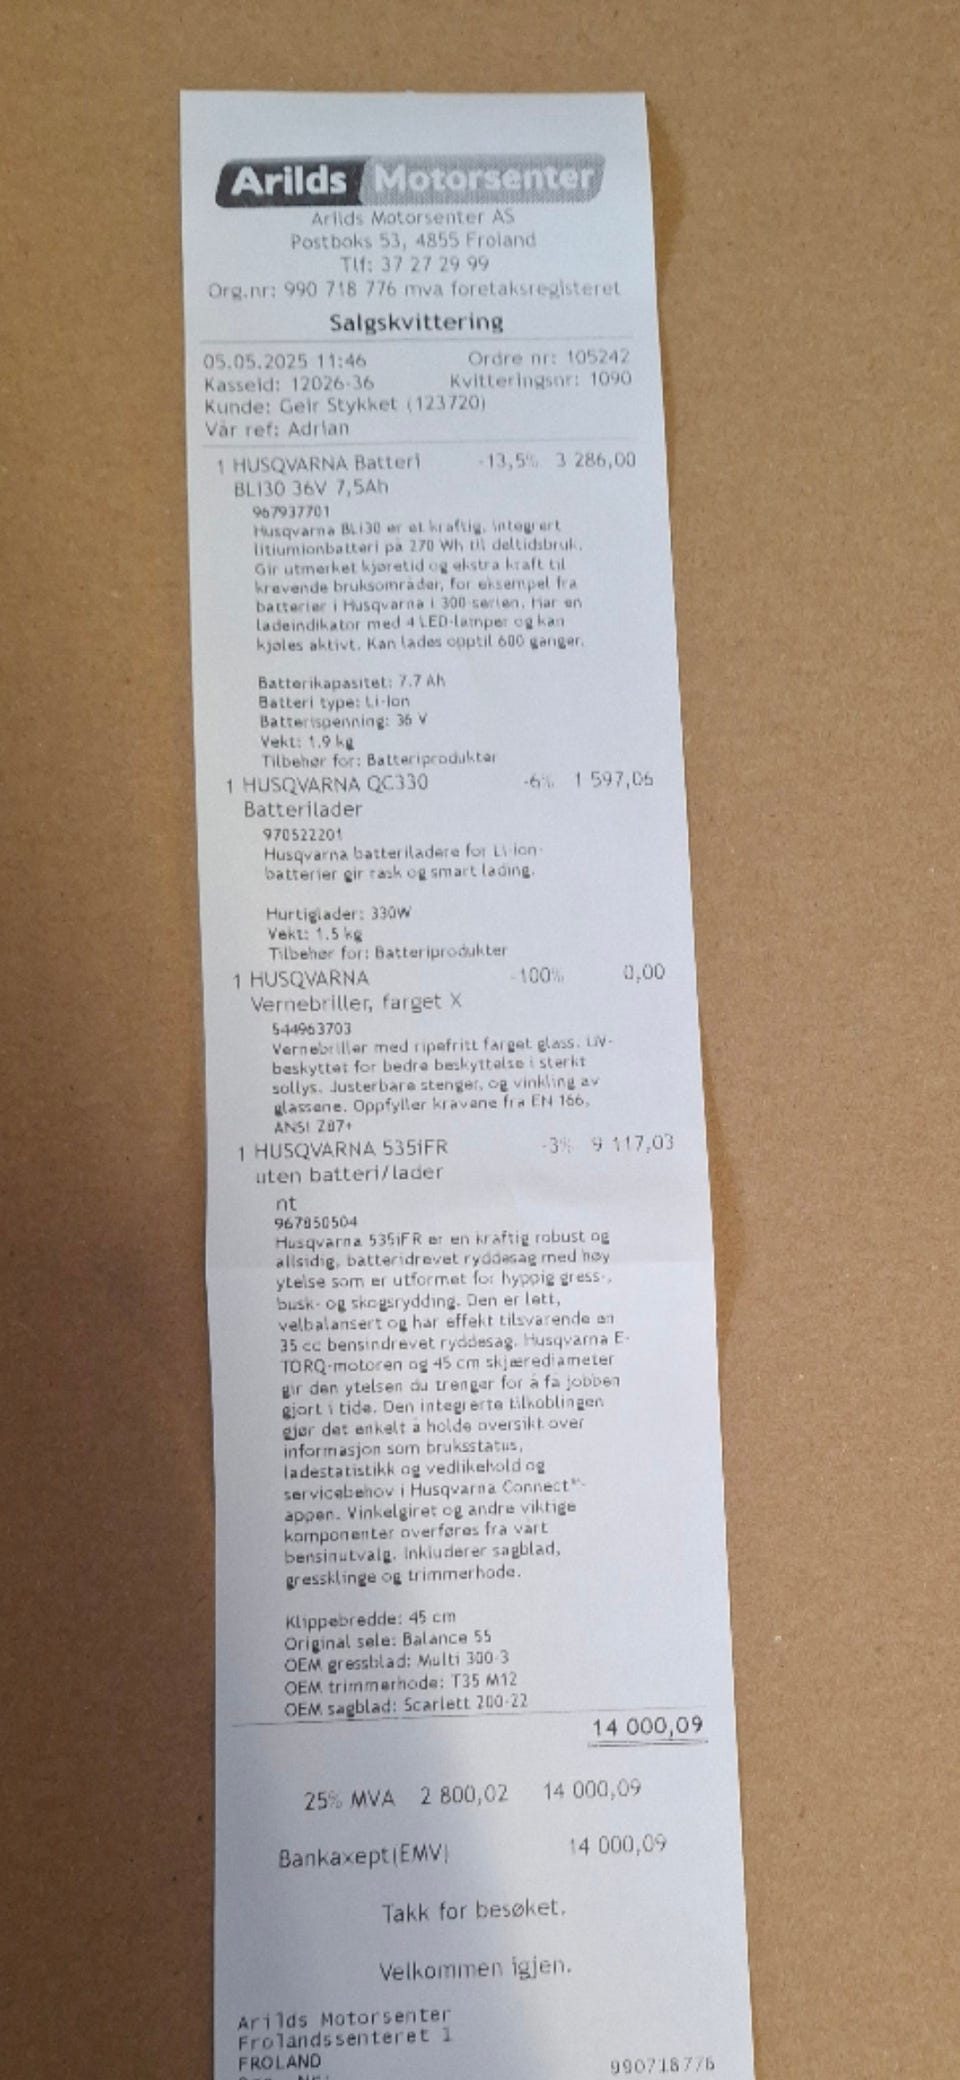 Arilds Motorsenter
Arilds Motorsenter AS
Postboks 53, 4855 Froland
Tlf: 37 27 29 99
Org.nr: 990 718 776 mva foretaksregisteret
Salgskvittering
05.05.2025 11:46 Ordre nr: 105242
Kasseid: 12026-36 Kvitteringsnr: 1090
Kunde: Geir Stykket (123720)
Vår ref: Adrian
1 HUSQVARNA Batteri -13,5% 3 286,00
BLI30 36V 7,5Ah
967937701
Husqvarna BLi30 er et kraftig, integrert
litiumionbatteri på 270 Wh til deltidsbruk.
Gir utmerket kjøretid og ekstra kraft til
krevende bruksområder, for eksempel fra
batterier i Husqvarna i 300-serien. Har en
ladeindikator med 4 LED-lamper og kan
kjøles aktivt. Kan lades opptil 600 ganger.
Batterikapasitet: 7.7 Ah
Batteri type: Li-Ion
Batterispenning: 36 V
Vekt: 1.9 kg
Tilbehør for: Batteriprodukter
1 HUSQVARNA QC330 -6% 1 597,06
Batterilader
970522201
Husqvarna batteriladere for Li-ion-
batterier gir rask og smart lading.
Hurtiglader: 330W
Vekt: 1.5 kg
Tilbehør for: Batteriprodukter
1 HUSQVARNA -100% 0,00
Vernebriller, farget X
544963703
Vernebriller med ripefritt farget glass. UV-
beskyttet for bedre beskyttelse i sterkt
sollys. Justerbare stenger, og vinkling av
glassene. Oppfyller kravene fra EN 166,
ANSI Z87+
1 HUSQVARNA 535iFR -3% 9 117,03
uten batteri/lader
nt
967850504
Husqvarna 535iFR er en kraftig robust og
allsidig, batteridrevet ryddesag med høy
ytelse som er utformet for hyppig gress-,
busk- og skogsrydding. Den er lett,
velbalansert og har effekt tilsvarende en
35 cc bensindrevet ryddesag. Husqvarna E-
TORQ-motoren og 45 cm skjærediameter
gir den ytelsen du trenger for å få jobben
gjort i tide. Den integrerte tilkoblingen
gjør det enkelt å holde oversikt over
informasjon som bruksstatus,
ladestatistikk og vedlikehold og
servicebehov i Husqvarna Connect™-
appen. Vinkelgiret og andre viktige
komponenter overføres fra vårt
bensinutvalg. Inkluderer sagblad,
gressklinge og trimmerhode.
Klippebredde: 45 cm
Original sele: Balance 55
OEM gressblad: Multi 300-3
OEM trimmerhode: T35 M12
OEM sagblad: Scarlett 200-22
14 000,09
25% MVA 2 800,02 14 000,09
Bankaxept(EMV) 14 000,09
Takk for besøket.
Velkommen igjen.
Arilds Motorsenter
Frolandssenteret 1
FROLAND 990718776